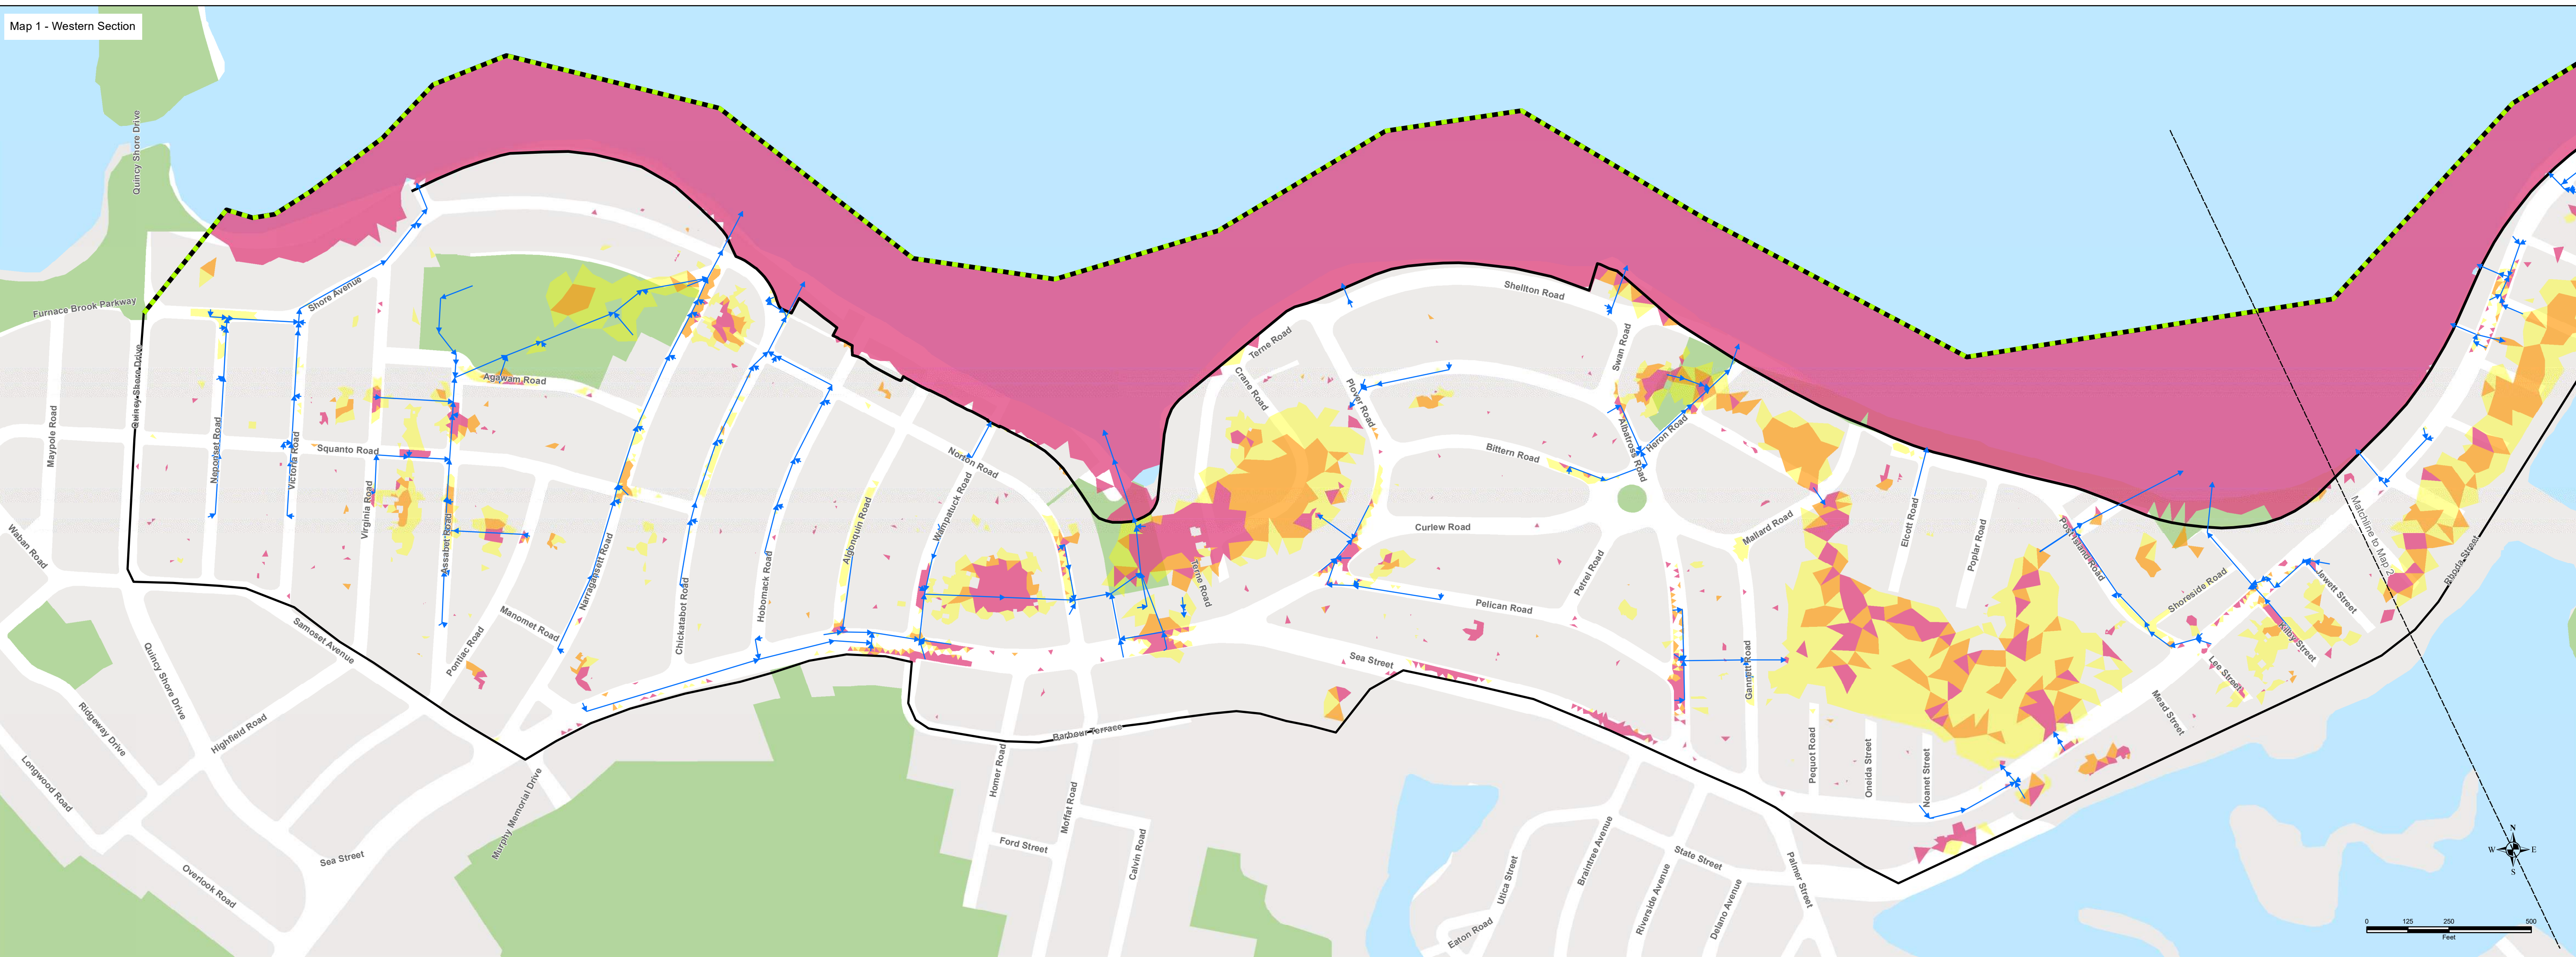 Map 1 - Western Section
Quincy Shore Drive
Furnace Brook Parkway
Shore Avenue
Shellton Road
Terne Road
Swan Road
Quincy Shore Drive
Agawam Road
Crane Road
Plover Road
Maypole Road
Neponset Road
Victoria Road
Squanto Road
Norton Road
Bittern Road
Albatross Road
Heron Road
Virginia Road
Assabet Road
Algonquin Road
Wampatuck Road
Curlew Road
Mallard Road
Elcott Road
Poplar Road
Post Island Road
Matchline to Map 2
Rhoda Street
Waban Road
Narragansett Road
Chickatabot Road
Hobomack Road
Terne Road
Petrel Road
Pelican Road
Shoreside Road
Jewett Street
Samoset Avenue
Manomet Road
Pontiac Road
Sea Street
Gannett Road
Kilby Street
Lee Street
Mead Street
Quincy Shore Drive
Ridgeway Drive
Highfield Road
Barbour Terrace
Homer Road
Pequot Road
Oneida Street
Noanet Street
Longwood Road
Murphy Memorial Drive
Moffat Road
Ford Street
Calvin Road
Sea Street
Overlook Road
Utica Street
Braintree Avenue
State Street
Palmer Street
Riverside Avenue
Delano Avenue
Eaton Road
N
W E
S
0 125 250 500
Feet